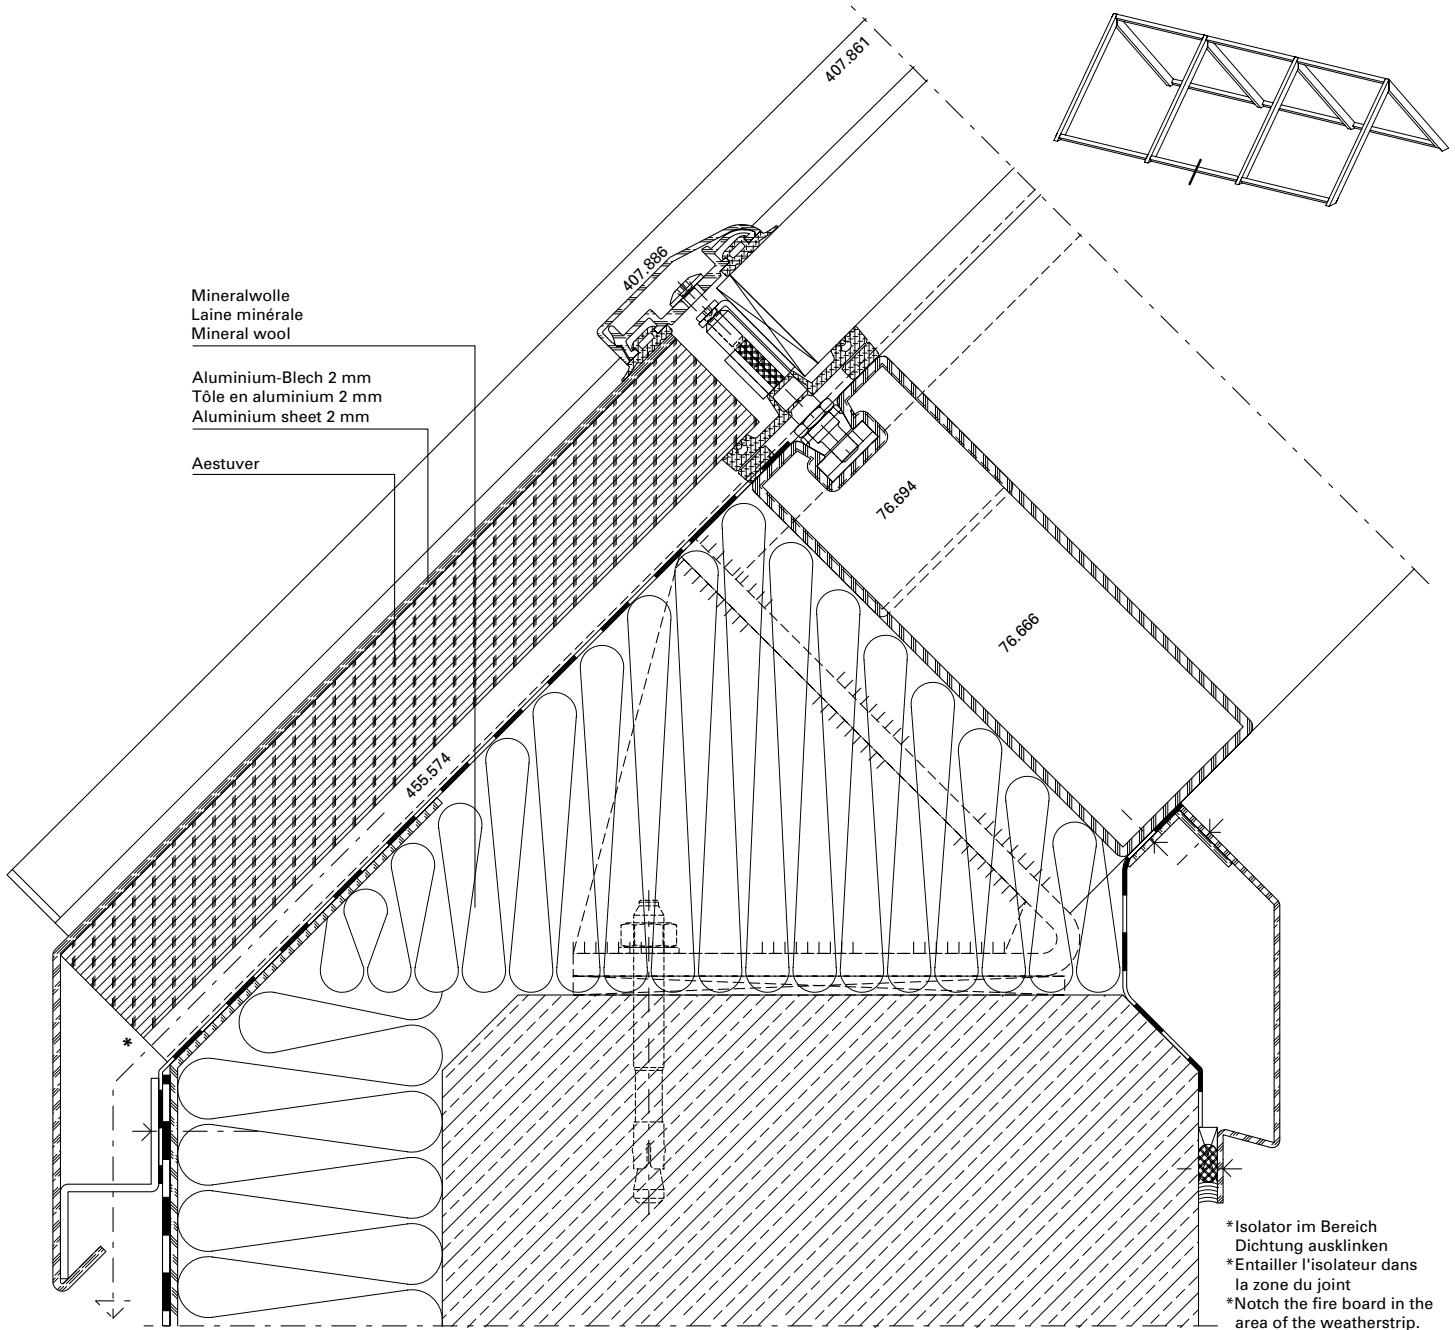 407.861
407.886
Mineralwolle
Laine minérale
Mineral wool
Aluminium-Blech 2 mm
Tôle en aluminium 2 mm
Aluminium sheet 2 mm
Aestuver
76.694
76.666
455.574
*
*Isolator im Bereich
Dichtung ausklinken
*Entailler l'isolateur dans
la zone du joint
*Notch the fire board in the
area of the weatherstrip.